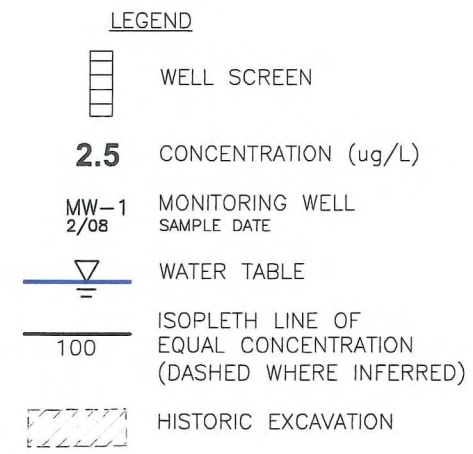 LEGEND
WELL SCREEN
2.5 CONCENTRATION (ug/L)
MW-1 MONITORING WELL
2/08 SAMPLE DATE
WATER TABLE
ISOPLETH LINE OF
100 EQUAL CONCENTRATION
(DASHED WHERE INFERRED)
HISTORIC EXCAVATION